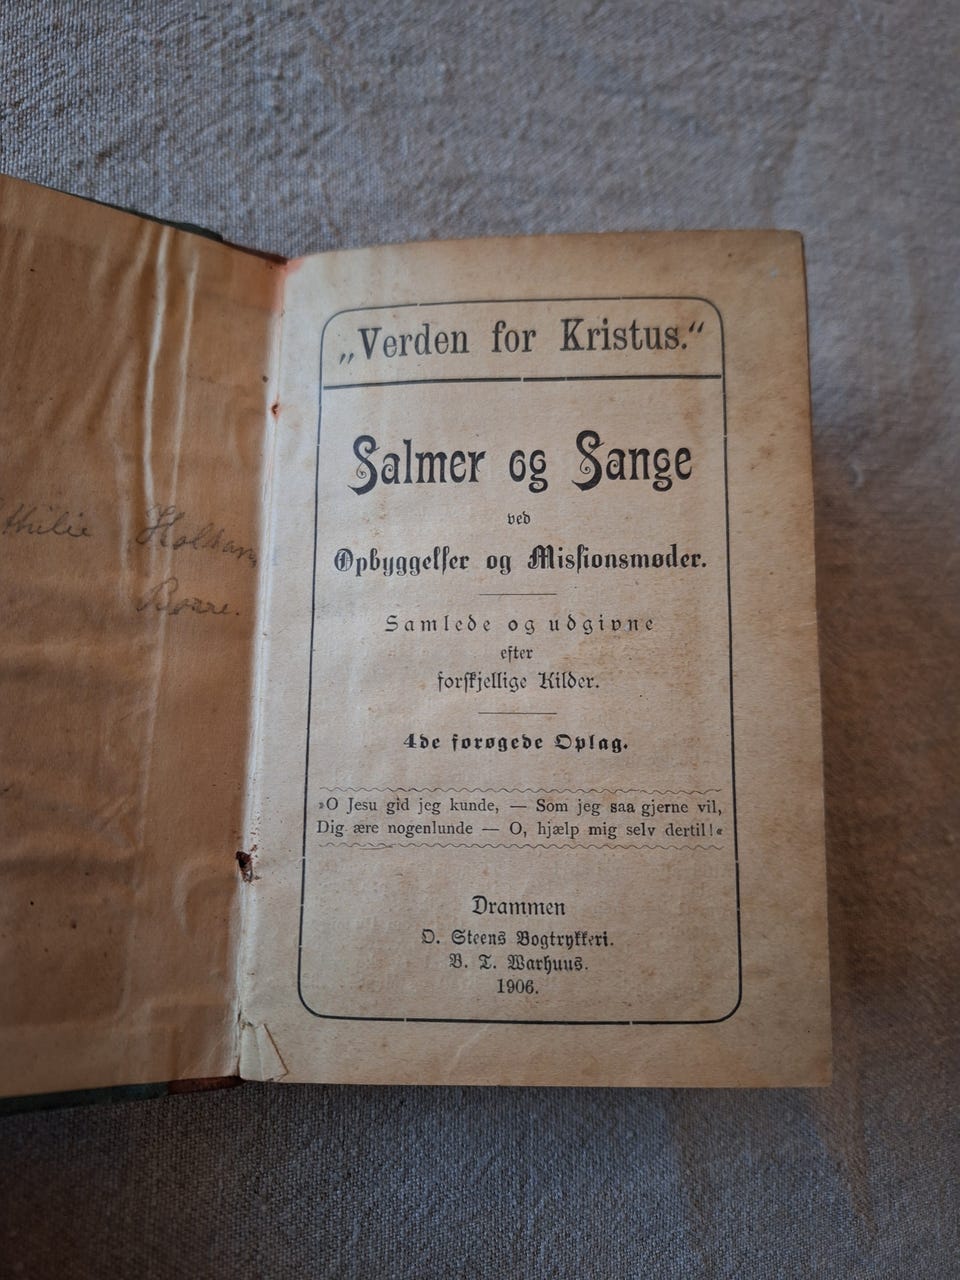 „Verden for Kristus.“
Salmer og Sange
ved
Opbyggelser og Missionsmøder.
Samlede og udgivne
efter
forskjellige Kilder.
4de forøgede Oplag.
»O Jesu gid jeg kunde, — Som jeg saa gjerne vil,
Dig ære nogenlunde — O, hjælp mig selv dertil!«
Drammen
O. Steens Bogtrykkeri.
B. T. Warhuus.
1906.